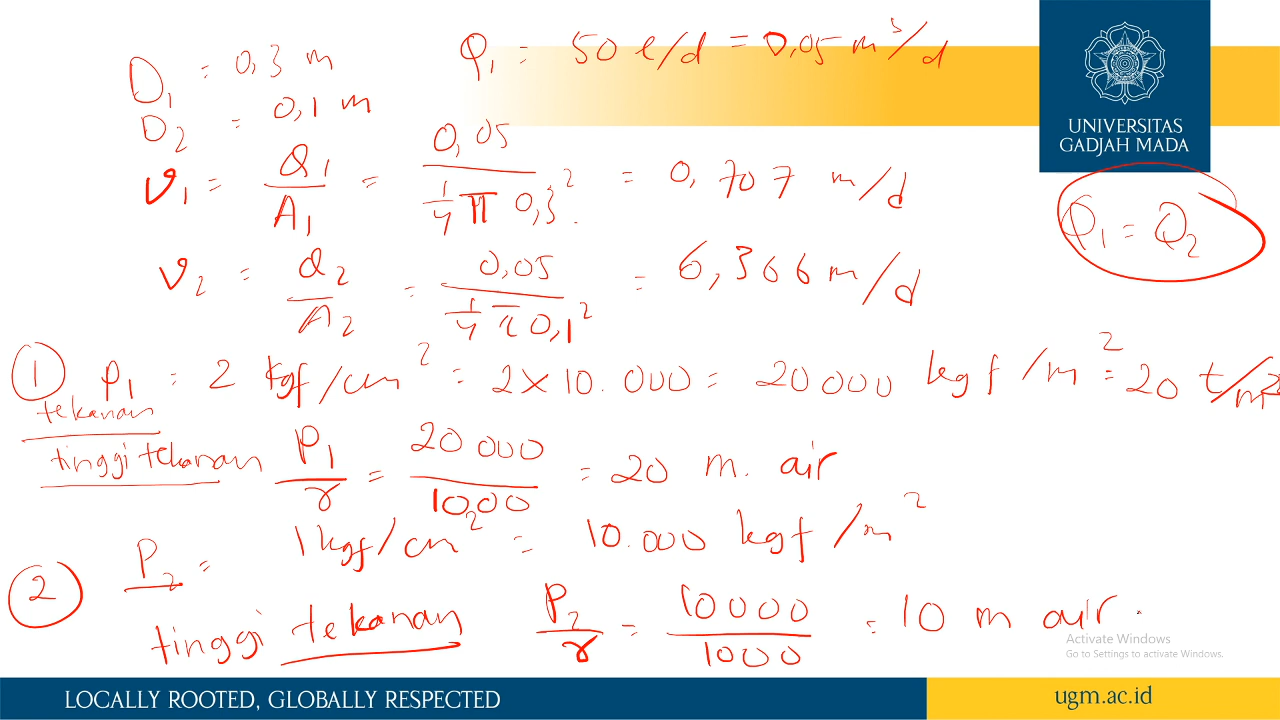 D₁ = 0,3 m
Q₁ = 50 l/d = 0,05 m³/d
D₂ = 0,1 m
UNIVERSITAS
GADJAH MADA
v₁ = Q₁/A₁ = 0,05 / (1/4 π 0,3²) = 0,707 m/d
Q₁ = Q₂
v₂ = Q₂/A₂ = 0,05 / (1/4 π 0,1²) = 6,366 m/d
① P₁ = 2 kgf/cm² = 2 x 10.000 = 20 000 kgf/m² = 20 t/m²
tekanan
tinggi tekanan P₁/γ = 20 000 / 1000 = 20 m. air
② P₂ = 1 kgf/cm² = 10.000 kgf/m²
tinggi tekanan P₂/γ = 10000 / 1000 = 10 m air.
Activate Windows
Go to Settings to activate Windows.
LOCALLY ROOTED, GLOBALLY RESPECTED
ugm.ac.id